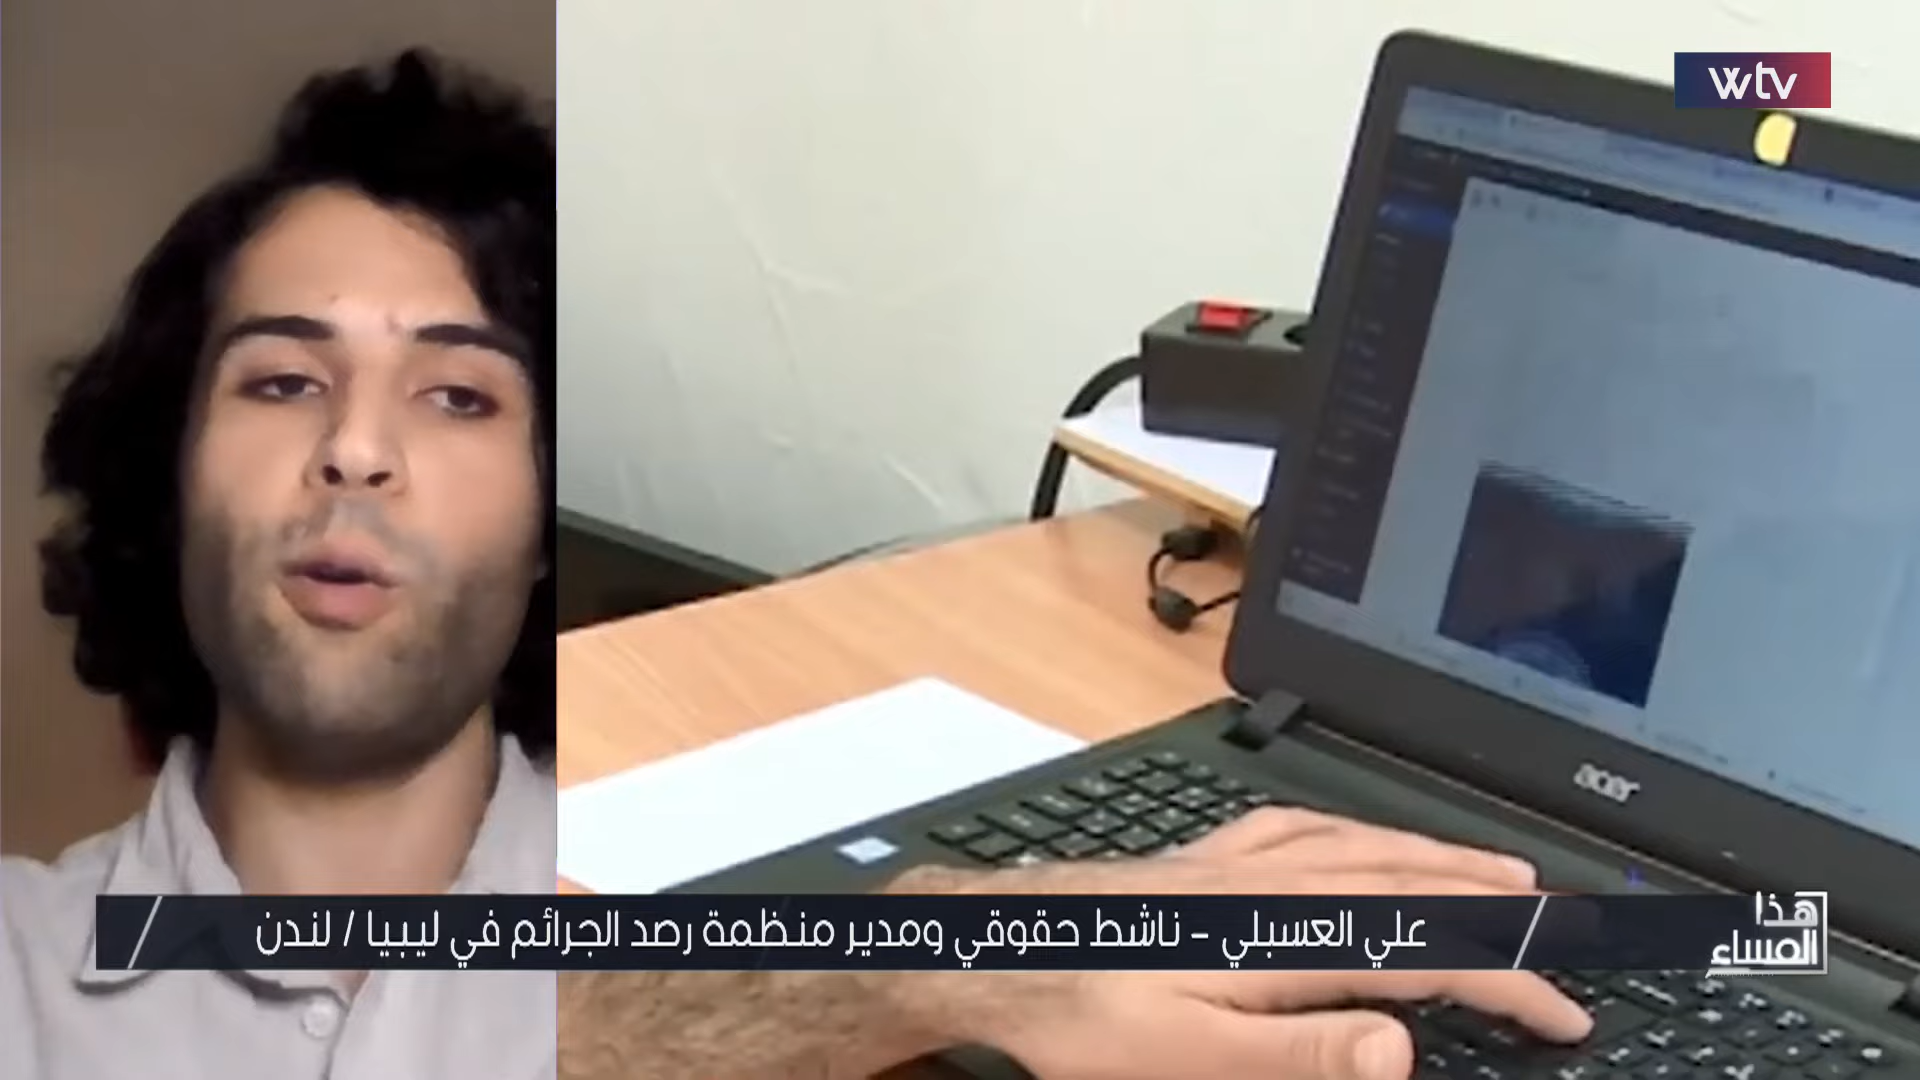 wtv
acer
علي العسبلي - ناشط حقوقي ومدير منظمة رصد الجرائم في ليبيا / لندن
هذا
المساء